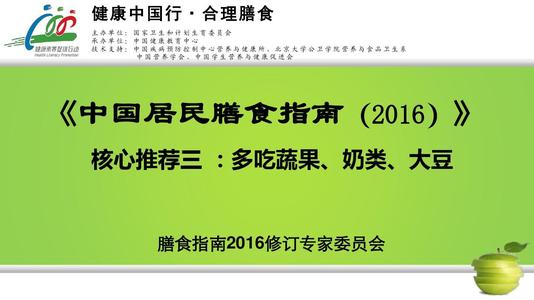 健康中国行·合理膳食
主办单位：国家卫生和计划生育委员会
承办单位：中国健康教育中心
技术支持：中国疾病预防控制中心营养与健康所、北京大学公卫学院营养与食品卫生系
中国营养学会、中国学生营养与健康促进会
健康素养促进行动
Health Literacy Promotion
《中国居民膳食指南（2016）》
核心推荐三 ：多吃蔬果、奶类、大豆
膳食指南2016修订专家委员会